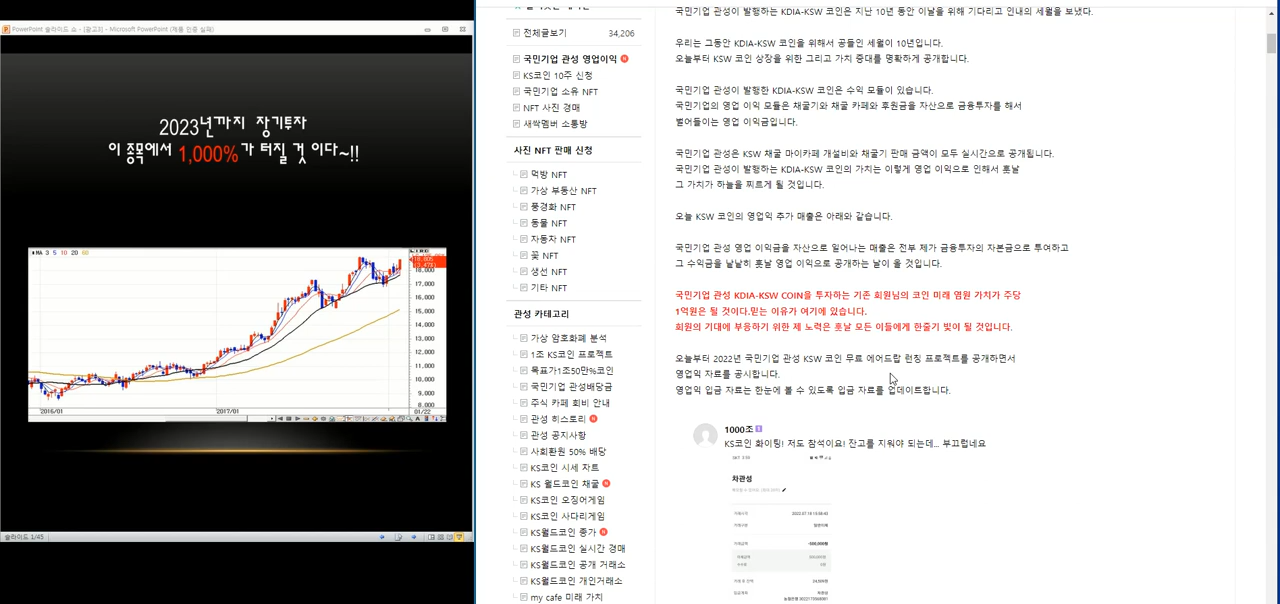 PowerPoint 슬라이드 쇼 - [광고3] - Microsoft PowerPoint (제품 인증 실패)
2023년까지 장기투자
이 종목에서 1,000%가 터질 것 이다~!!
MA 3 5 10 20 60
18,000
17,000
16,000
15,000
14,000
13,000
12,000
11,000
10,000
9,000
8,000
2016/01 2017/01 01/22
슬라이드 1/45
전체글보기 34,206
국민기업 관성 영업이익
KS코인 10주 신청
국민기업 소유 NFT
NFT 사진 경매
새싹멤버 소통방
사진 NFT 판매 신청
먹방 NFT
가상 부동산 NFT
풍경화 NFT
동물 NFT
자동차 NFT
꽃 NFT
생선 NFT
기타 NFT
관성 카테고리
가상 암호화폐 분석
1조 KS코인 프로젝트
목표가1조50만%코인
국민기업 관성배당금
주식 카페 회비 안내
관성 히스토리
관성 공지사항
사회환원 50% 배당
KS코인 시세 차트
KS 월드코인 채굴
KS코인 오징어게임
KS코인 사다리게임
KS월드코인 종가
KS월드코인 실시간 경매
KS월드코인 공개 거래소
KS월드코인 개인거래소
my cafe 미래 가치
국민기업 관성이 발행하는 KDIA-KSW 코인은 지난 10년 동안 이날을 위해 기다리고 인내의 세월을 보냈다.
우리는 그동안 KDIA-KSW 코인을 위해서 공들인 세월이 10년입니다.
오늘부터 KSW 코인 상장을 위한 그리고 가치 증대를 명확하게 공개합니다.
국민기업 관성이 발행한 KDIA-KSW 코인은 수익 모듈이 있습니다.
국민기업의 영업 이익 모듈은 채굴기와 채굴 카페와 후원금을 자산으로 금융투자를 해서
벌어들이는 영업 이익금입니다.
국민기업 관성은 KSW 채굴 마이카페 개설비와 채굴기 판매 금액이 모두 실시간으로 공개됩니다.
국민기업 관성이 발행하는 KDIA-KSW 코인의 가치는 이렇게 영업 이익으로 인해서 훗날
그 가치가 하늘을 찌르게 될 것입니다.
오늘 KSW 코인의 영업익 추가 매출은 아래와 같습니다.
국민기업 관성 영업 이익금을 자산으로 일어나는 매출은 전부 제가 금융투자의 자본금으로 투여하고
그 수익금을 낱낱히 훗날 영업 이익으로 공개하는 날이 올 것입니다.
국민기업 관성 KDIA-KSW COIN을 투자하는 기존 회원님의 코인 미래 염원 가치가 주당
1억원은 될 것이다.믿는 이유가 여기에 있습니다.
회원의 기대에 부응하기 위한 제 노력은 훗날 모든 이들에게 한줄기 빛이 될 것입니다.
오늘부터 2022년 국민기업 관성 KSW 코인 무료 에어드랍 런칭 프로젝트를 공개하면서
영업익 자료를 공시합니다.
영업익 입금 자료는 한눈에 볼 수 있도록 입금 자료를 업데이트합니다.
1000조
KS코인 화이팅! 저도 참석이요! 잔고를 지워야 되는데... 부끄럽네요
차관성